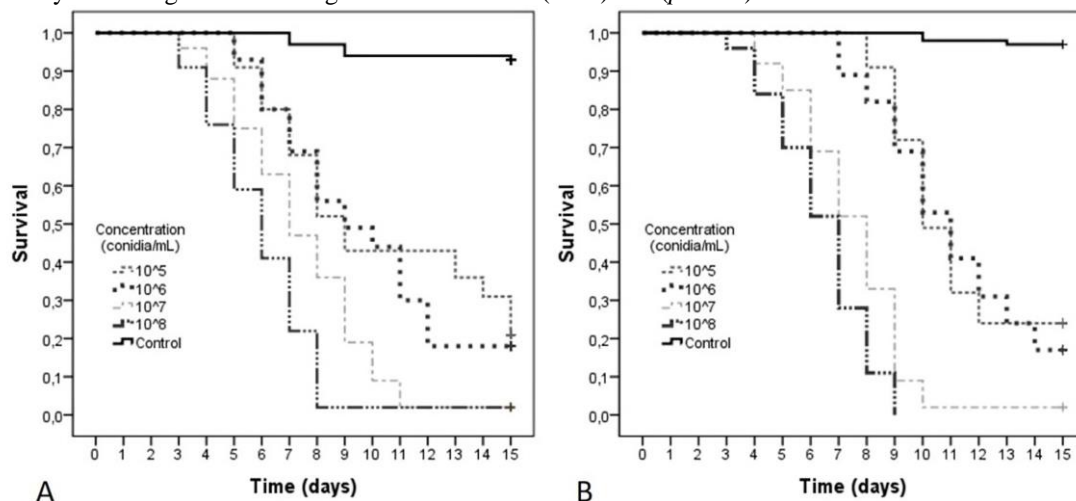 1,0
0,9
0,8
0,7
0,6
0,5
0,4
0,3
0,2
0,1
0,0
Survival
Concentration
(conidia/mL)
10^5
10^6
10^7
10^8
Control
0 1 2 3 4 5 6 7 8 9 10 11 12 13 14 15
Time (days)
A
1,0
0,9
0,8
0,7
0,6
0,5
0,4
0,3
0,2
0,1
0,0
Survival
Concentration
(conidia/mL)
10^5
10^6
10^7
10^8
Control
0 1 2 3 4 5 6 7 8 9 10 11 12 13 14 15
Time (days)
B